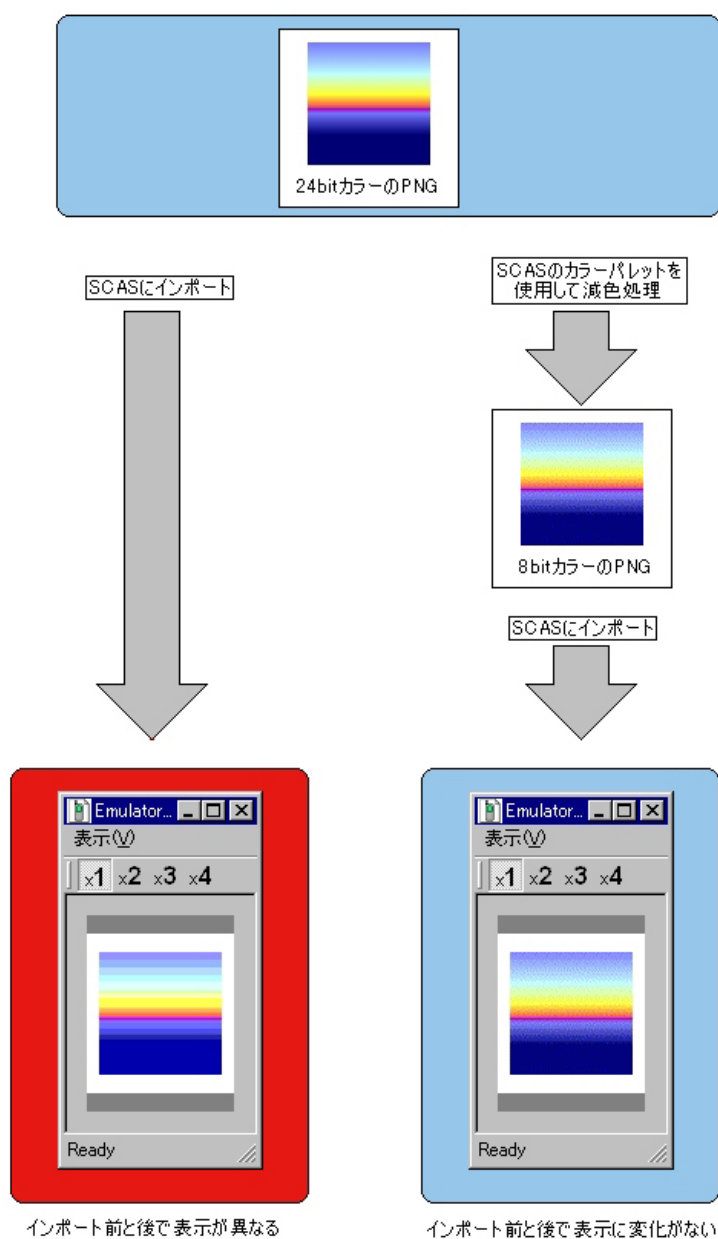 24bitカラーのPNG
SCASにインポート
SCASのカラーパレットを
使用して減色処理
8bitカラーのPNG
SCASにインポート
Emulator...
表示(V)
x1 x2 x3 x4
Ready
インポート前と後で表示が異なる
Emulator...
表示(V)
x1 x2 x3 x4
Ready
インポート前と後で表示に変化がない